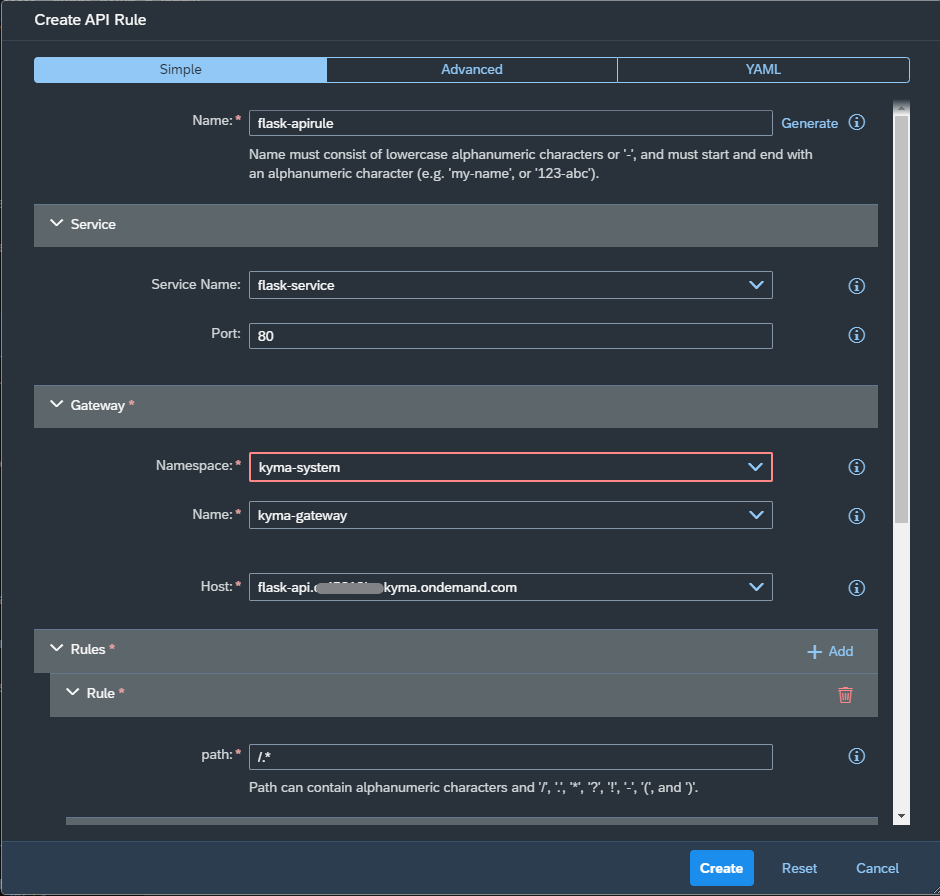 Create API Rule
Simple
Advanced
YAML
Name:*
flask-apirule
Generate
Name must consist of lowercase alphanumeric characters or '-', and must start and end with
an alphanumeric character (e.g. 'my-name', or '123-abc').
Service
Service Name:
flask-service
Port:
80
Gateway *
Namespace:*
kyma-system
Name:*
kyma-gateway
Host:*
flask-api. kyma.ondemand.com
Rules *
+ Add
Rule *
path:*
/.*
Path can contain alphanumeric characters and '/', '.', '*', '?', '!', '-', '(', and ')'.
Create
Reset
Cancel